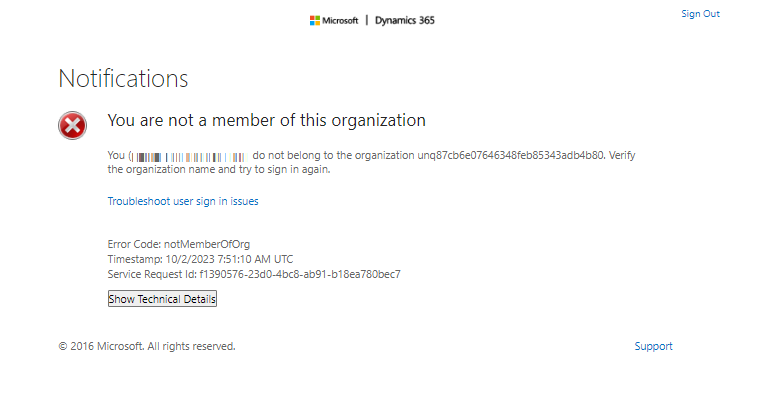 Microsoft | Dynamics 365
Sign Out
Notifications
You are not a member of this organization
You ( do not belong to the organization unq87cb6e07646348feb85343adb4b80. Verify
the organization name and try to sign in again.
Troubleshoot user sign in issues
Error Code: notMemberOfOrg
Timestamp: 10/2/2023 7:51:10 AM UTC
Service Request Id: f1390576-23d0-4bc8-ab91-b18ea780bec7
Show Technical Details
© 2016 Microsoft. All rights reserved.
Support